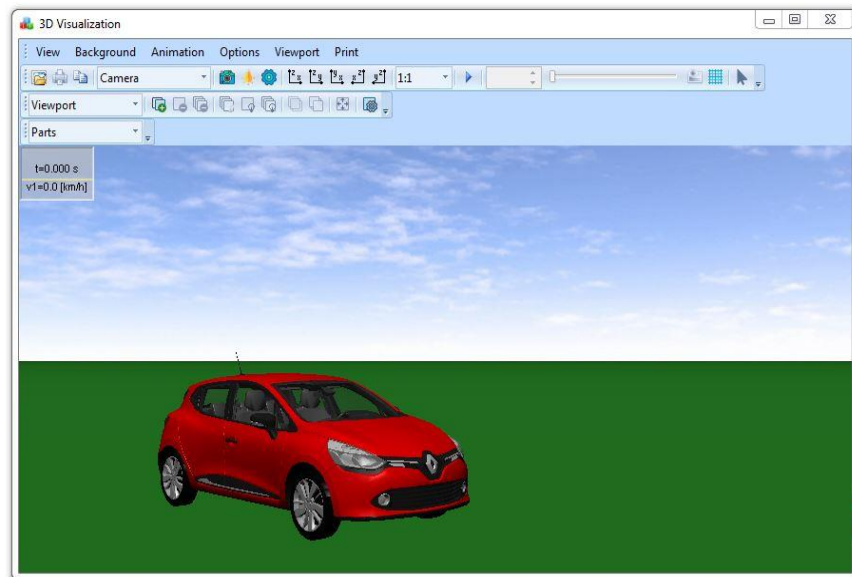 3D Visualization
View Background Animation Options Viewport Print
Camera 1:1
Viewport
Parts
t=0.000 s
v1=0.0 [km/h]